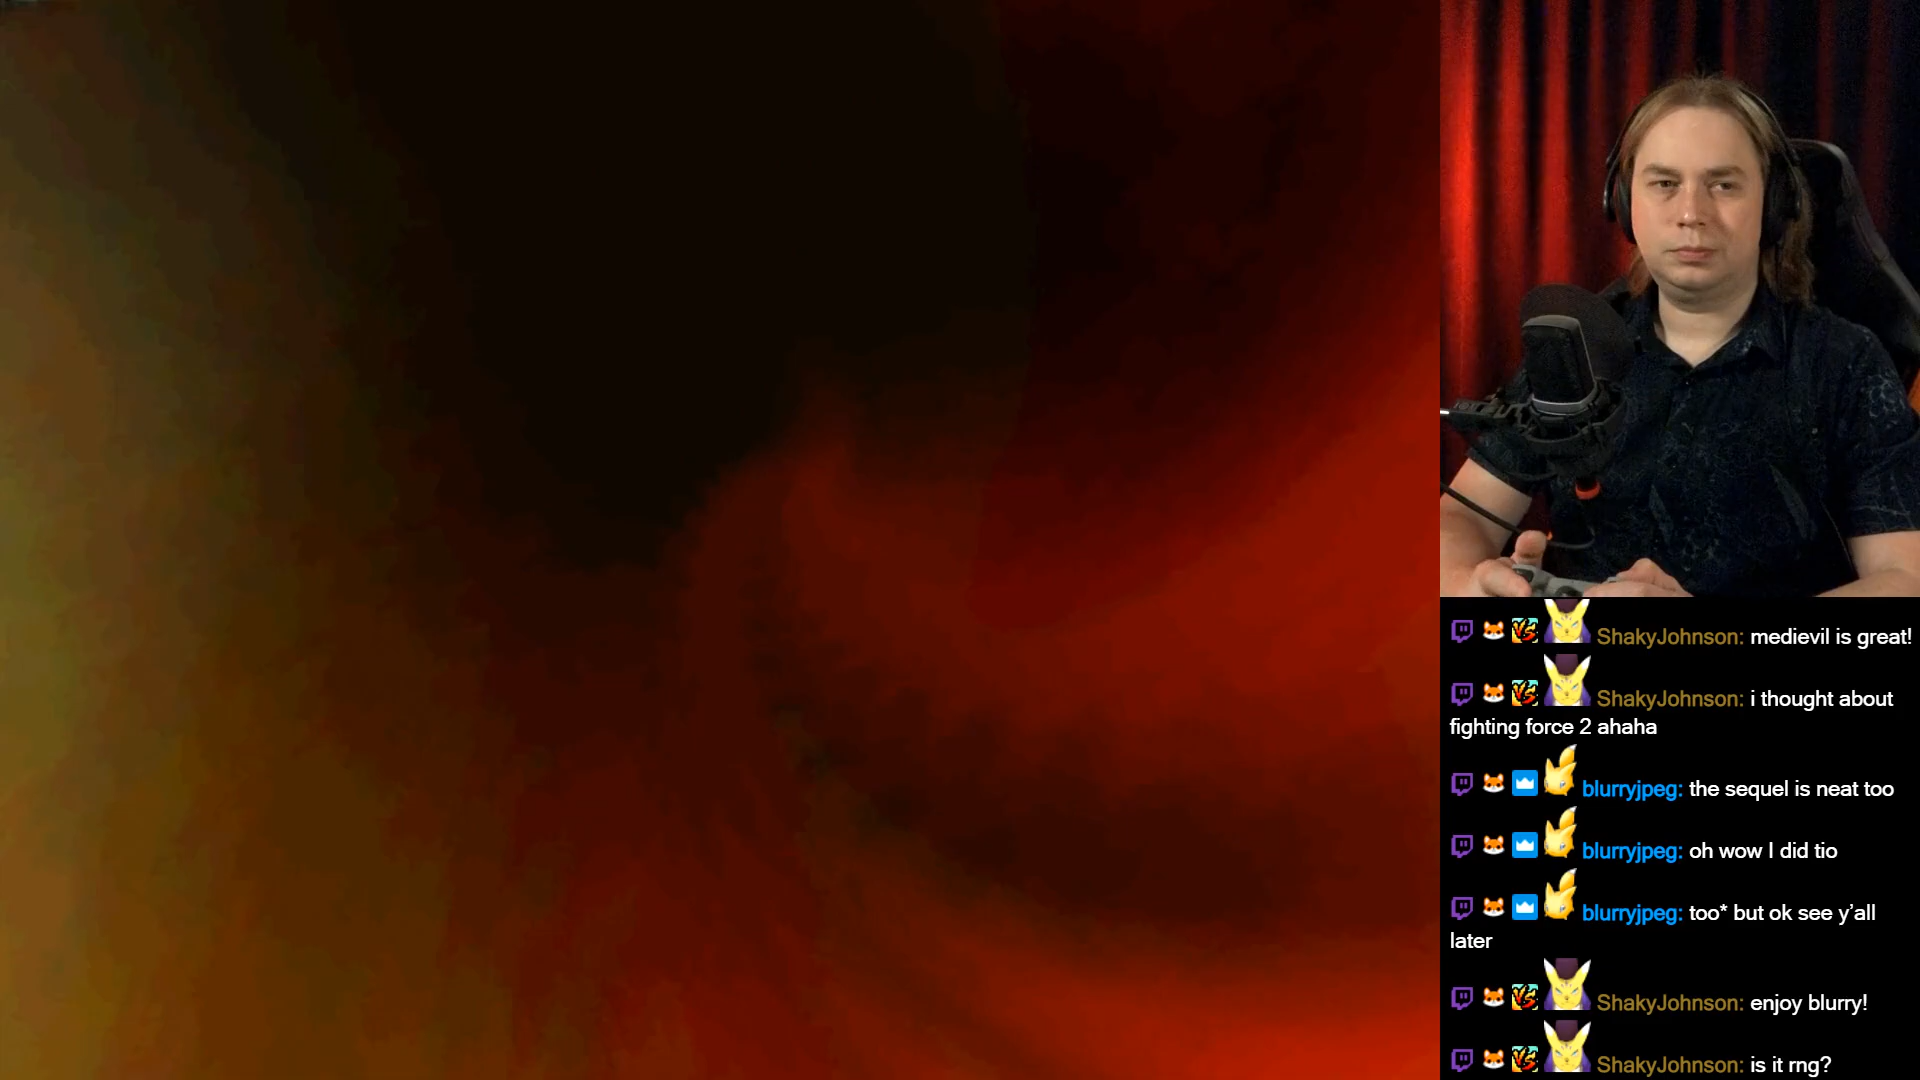 ShakyJohnson: medievil is great!
ShakyJohnson: i thought about
fighting force 2 ahaha
blurryjpeg: the sequel is neat too
blurryjpeg: oh wow I did tio
blurryjpeg: too* but ok see y’all
later
ShakyJohnson: enjoy blurry!
ShakyJohnson: is it rng?